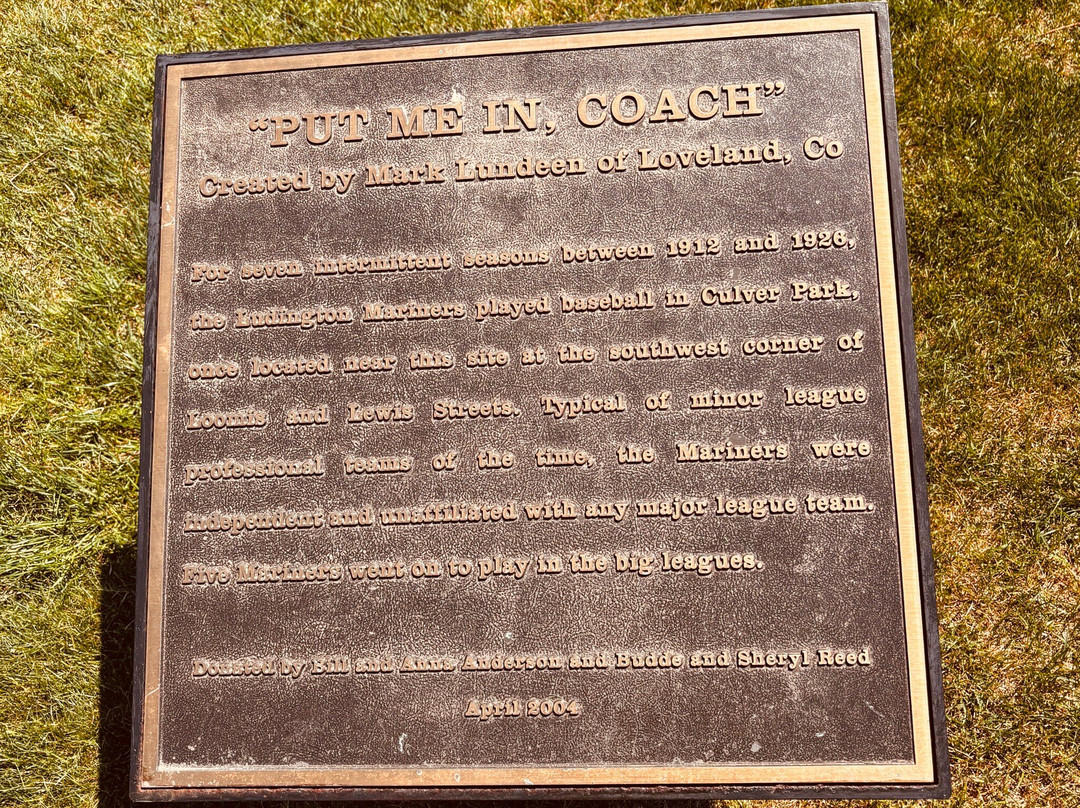 “PUT ME IN, COACH”
Created by Mark Lundeen of Loveland, Co
For seven intermittent seasons between 1912 and 1926,
the Ludington Mariners played baseball in Culver Park,
once located near this site at the southwest corner of
Loomis and Lewis Streets. Typical of minor league
professional teams of the time, the Mariners were
independent and unaffiliated with any major league team.
Five Mariners went on to play in the big leagues.
Donated by Bill and Anne Anderson and Budde and Sheryl Reed
April 2004